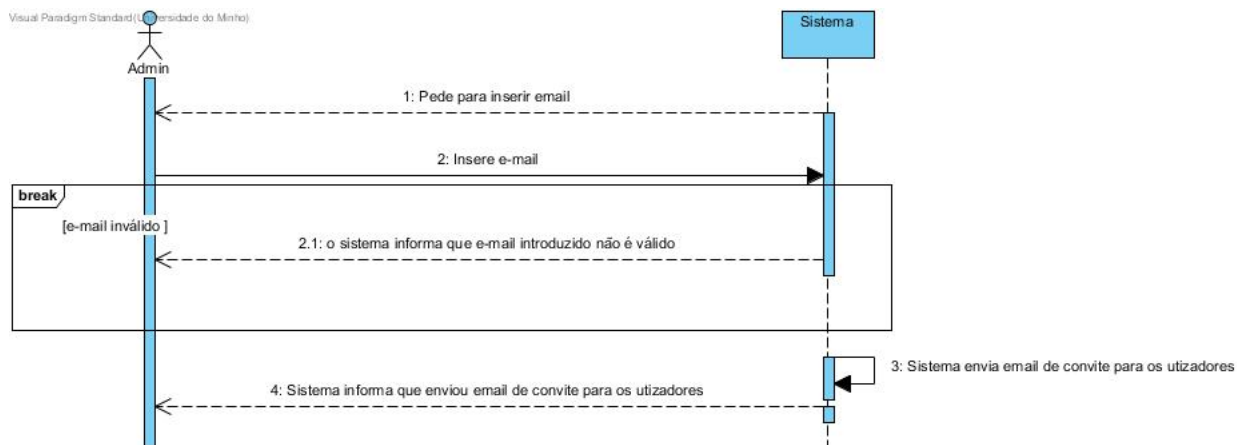 Visual Paradigm Standard(Universidade do Minho)
Sistema
Admin
1: Pede para inserir email
2: Insere e-mail
break
[e-mail inválido ]
2.1: o sistema informa que e-mail introduzido não é válido
3: Sistema envia email de convite para os utizadores
4: Sistema informa que enviou email de convite para os utizadores